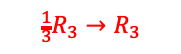 ⅓R₃ → R₃